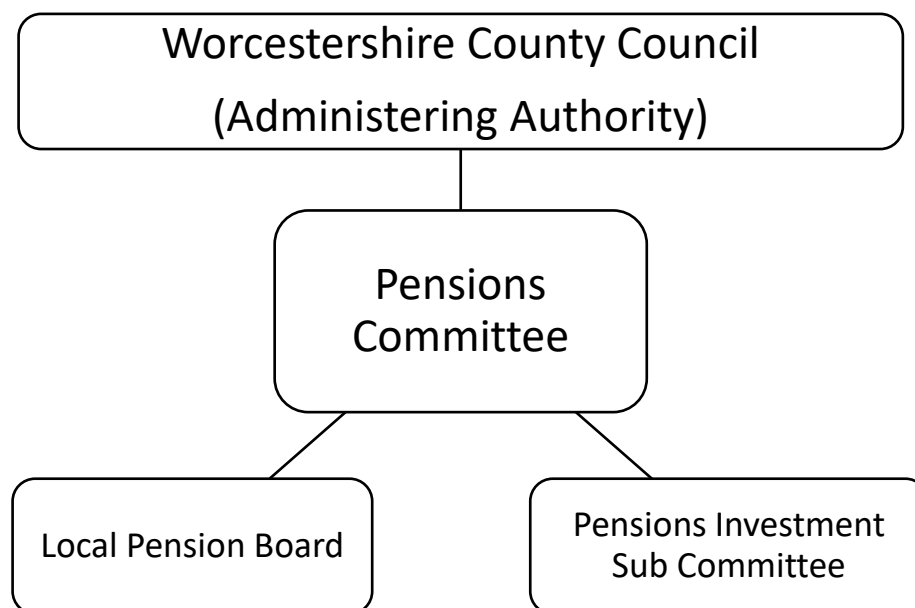 Worcestershire County Council
(Administering Authority)
Pensions
Committee
Local Pension Board
Pensions Investment
Sub Committee